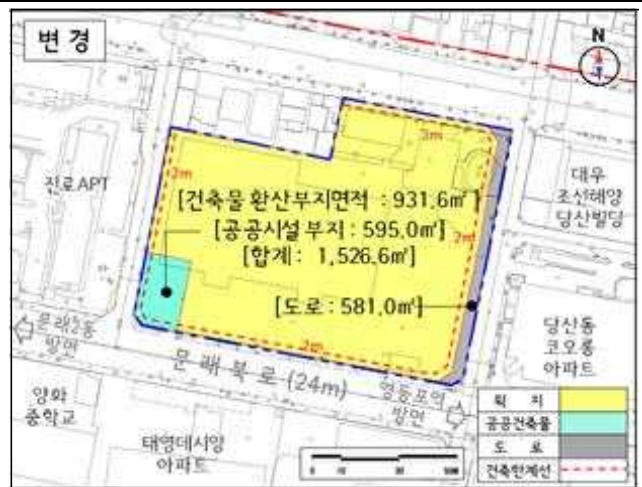 변경
N
3m
진로APT
2m
대우
조선해양
당산빌딩
[건축물 환산부지면적 : 931.6㎡]
[공공시설 부지 : 595.0㎡]
2m
[합계 : 1,526.6㎡]
[도로 : 581.0㎡]
문래2동
방면
당산동
코오롱
아파트
2m
문래북로 (24m)
영등포역
방면
양화
중학교
태영데시앙
아파트
획지
공공건축물
도로
건축한계선
0